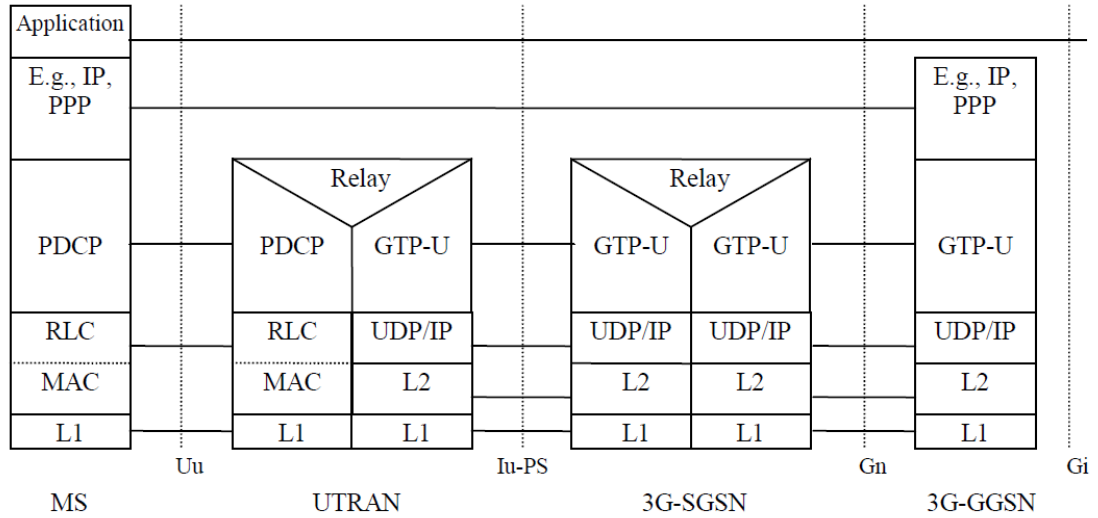 Application
E.g., IP,
PPP
E.g., IP,
PPP
Relay
Relay
PDCP
PDCP
GTP-U
GTP-U
GTP-U
GTP-U
RLC
RLC
UDP/IP
UDP/IP
UDP/IP
UDP/IP
MAC
MAC
L2
L2
L2
L2
L1
L1
L1
L1
L1
L1
Uu
Iu-PS
Gn
Gi
MS
UTRAN
3G-SGSN
3G-GGSN